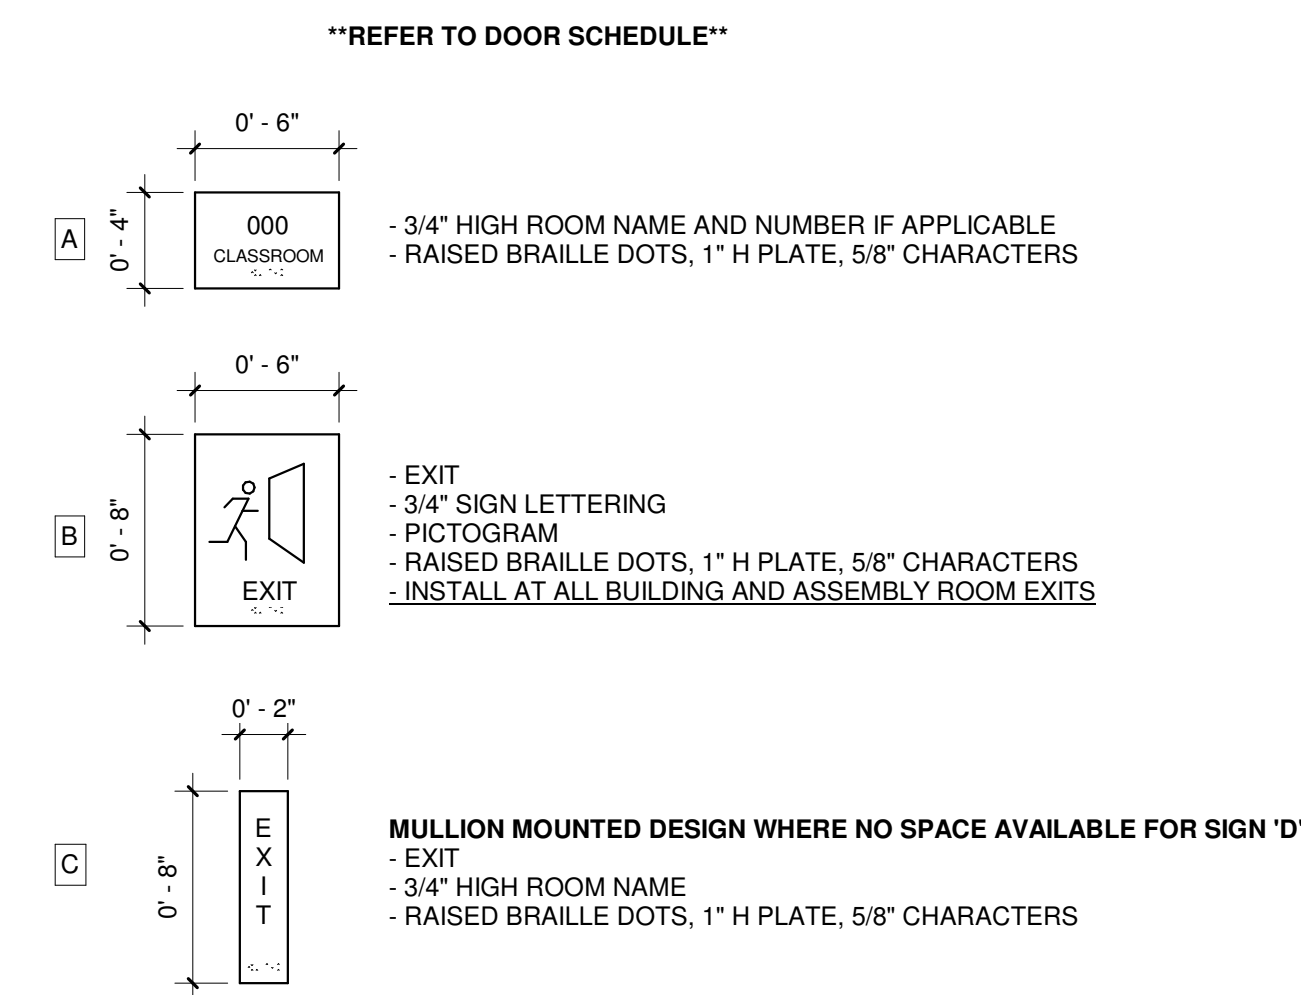 **REFER TO DOOR SCHEDULE**
0' - 6"
A
0' - 4"
000
CLASSROOM
- 3/4" HIGH ROOM NAME AND NUMBER IF APPLICABLE
- RAISED BRAILLE DOTS, 1" H PLATE, 5/8" CHARACTERS
0' - 6"
B
0' - 8"
EXIT
- EXIT
- 3/4" SIGN LETTERING
- PICTOGRAM
- RAISED BRAILLE DOTS, 1" H PLATE, 5/8" CHARACTERS
- INSTALL AT ALL BUILDING AND ASSEMBLY ROOM EXITS
0' - 2"
C
0' - 8"
E
X
I
T
MULLION MOUNTED DESIGN WHERE NO SPACE AVAILABLE FOR SIGN 'D'
- EXIT
- 3/4" HIGH ROOM NAME
- RAISED BRAILLE DOTS, 1" H PLATE, 5/8" CHARACTERS